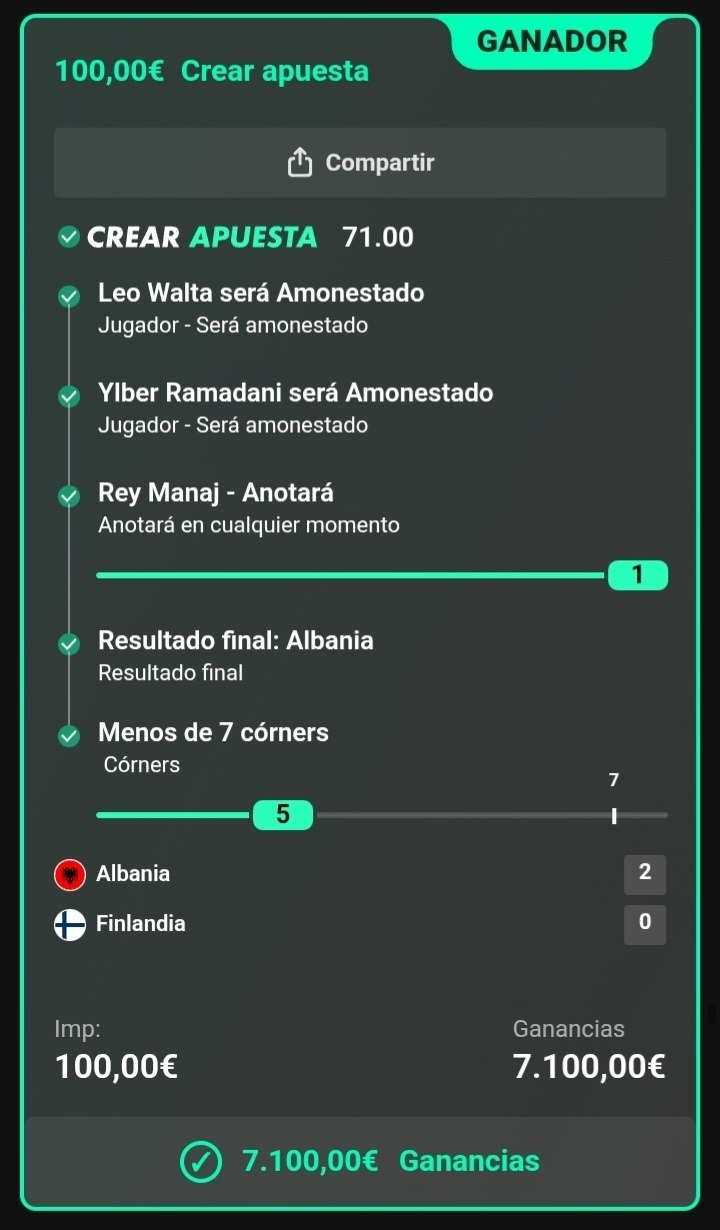 GANADOR
100,00€ Crear apuesta
Compartir
CREAR APUESTA 71.00
Leo Walta será Amonestado
Jugador - Será amonestado
Ylber Ramadani será Amonestado
Jugador - Será amonestado
Rey Manaj - Anotará
Anotará en cualquier momento
1
Resultado final: Albania
Resultado final
Menos de 7 córners
Córners
7
5
Albania 2
Finlandia 0
Imp: Ganancias
100,00€ 7.100,00€
7.100,00€ Ganancias